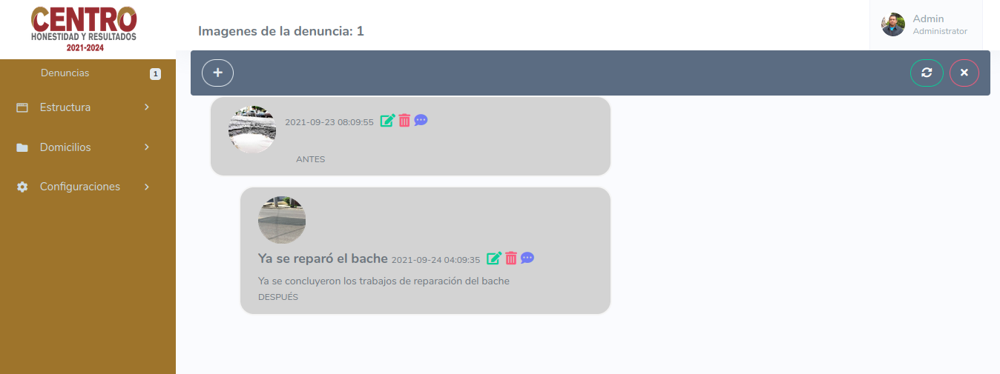 CENTRO
HONESTIDAD Y RESULTADOS
2021-2024
Imagenes de la denuncia: 1
Admin
Administrator
Denuncias 1
Estructura
Domicilios
Configuraciones
2021-09-23 08:09:55
ANTES
Ya se reparó el bache 2021-09-24 04:09:35
Ya se concluyeron los trabajos de reparación del bache
DESPUÉS